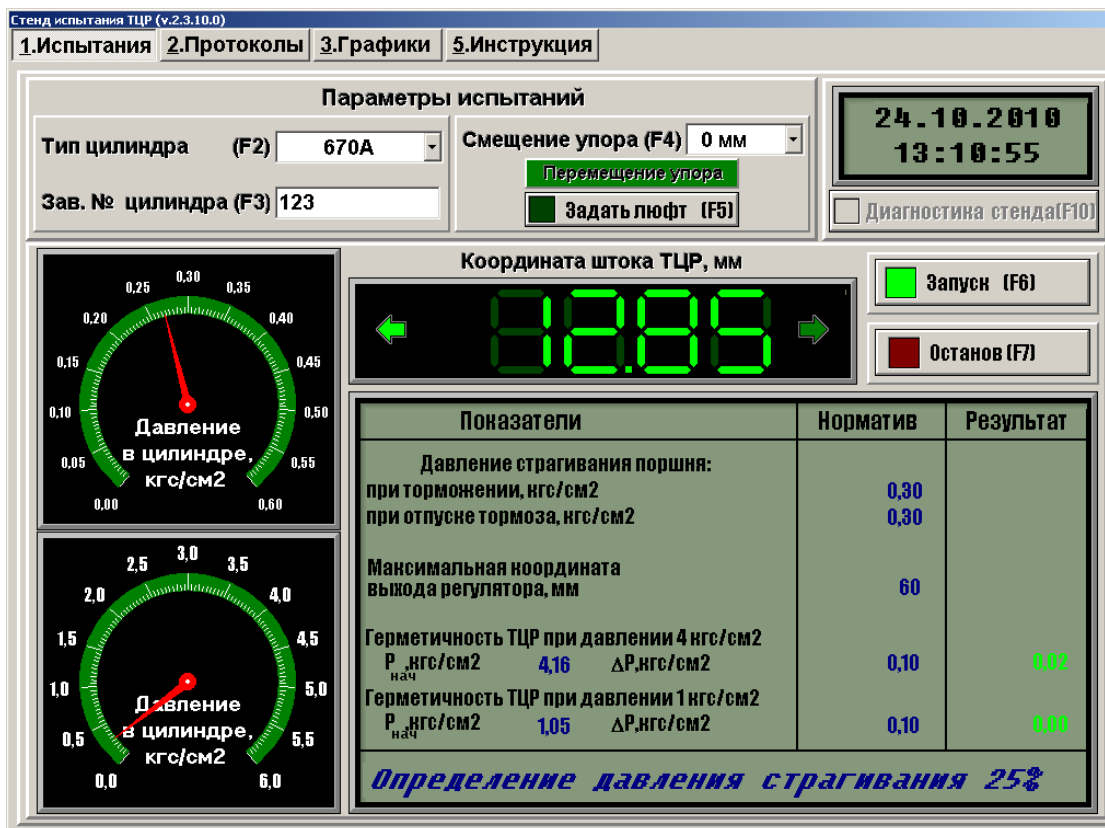 Стенд испытания ТЦР (v.2.3.10.0)
1.Испытания 2.Протоколы 3.Графики 5.Инструкция
Параметры испытаний
Тип цилиндра (F2) 670А
Зав. № цилиндра (F3) 123
Смещение упора (F4) 0 мм
Перемещение упора
Задать люфт (F5)
24.10.2010
13:10:55
Диагностика стенда(F10)
Координата штока ТЦР, мм
12.85
Запуск (F6)
Останов (F7)
0,00 0,05 0,10 0,15 0,20 0,25 0,30 0,35 0,40 0,45 0,50 0,55 0,60
Давление
в цилиндре,
кгс/см2
0,0 0,5 1,0 1,5 2,0 2,5 3,0 3,5 4,0 4,5 5,0 5,5 6,0
Давление
в цилиндре,
кгс/см2
Показатели Норматив Результат
Давление страгивания поршня:
при торможении, кгс/см2 0,30
при отпуске тормоза, кгс/см2 0,30
Максимальная координата
выхода регулятора, мм 60
Герметичность ТЦР при давлении 4 кгс/см2
Рнач,кгс/см2 4,16 ΔР,кгс/см2 0,10 0,02
Герметичность ТЦР при давлении 1 кгс/см2
Рнач,кгс/см2 1,05 ΔР,кгс/см2 0,10 0,00
Определение давления страгивания 25%